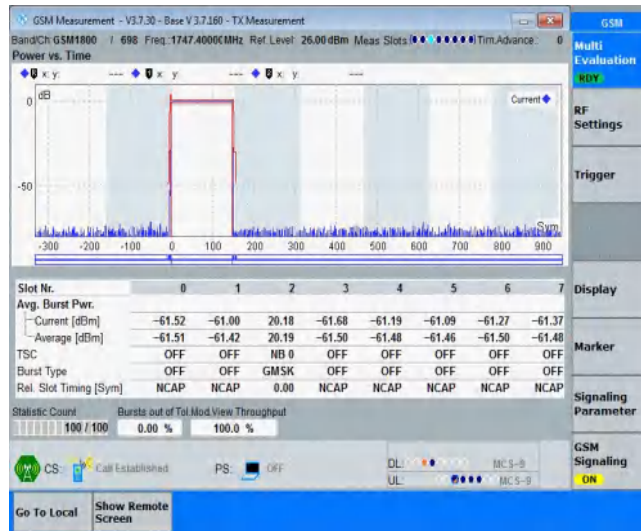 GSM Measurement - V3.7.30 - Base V 3.7.160 - TX Measurement
GSM
Band/Ch: GSM1800 / 698 Freq.:1747.40000MHz Ref. Level: 26.00 dBm Meas Slots: Tim.Advance: 0
Multi Evaluation
RDY
Power vs. Time
x: y: --- x: y: --- x: y: ---
dB
Current
0
-50
Sym
-300 -200 -100 0 100 200 300 400 500 600 700 800 900
RF Settings
Trigger
Display
Marker
Signaling Parameter
GSM Signaling
ON
Slot Nr. 0 1 2 3 4 5 6 7
Avg. Burst Pwr.
Current [dBm] -61.52 -61.00 20.18 -61.68 -61.19 -61.09 -61.27 -61.37
Average [dBm] -61.51 -61.42 20.19 -61.50 -61.48 -61.46 -61.50 -61.48
TSC OFF OFF NB 0 OFF OFF OFF OFF OFF
Burst Type OFF OFF GMSK OFF OFF OFF OFF OFF
Rel. Slot Timing [Sym] NCAP NCAP 0.00 NCAP NCAP NCAP NCAP NCAP
Statistic Count Bursts out of Tol. Mod.View Throughput
100 / 100 0.00 % 100.0 %
CS: Call Established PS: OFF DL: MCS-9
UL: MCS-9
Go To Local Show Remote Screen